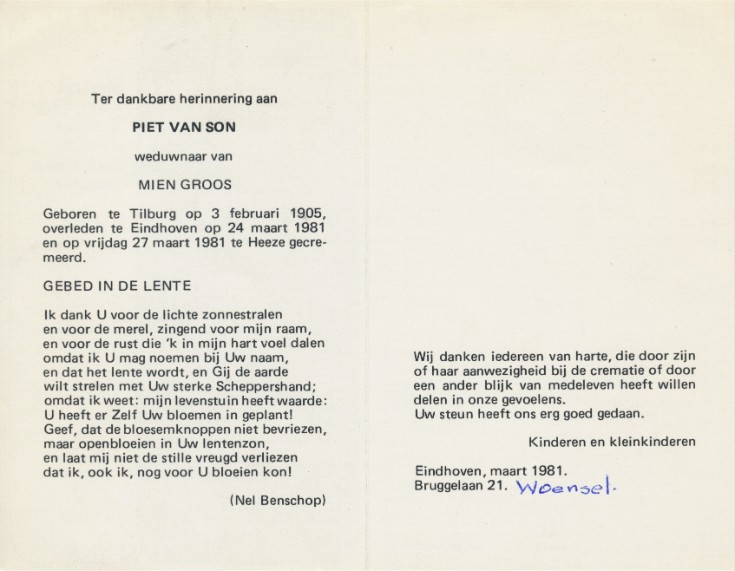 Ter dankbare herinnering aan
PIET VAN SON
weduwnaar van
MIEN GROOS
Geboren te Tilburg op 3 februari 1905,
overleden te Eindhoven op 24 maart 1981
en op vrijdag 27 maart 1981 te Heeze gecre-
meerd.
GEBED IN DE LENTE
Ik dank U voor de lichte zonnestralen
en voor de merel, zingend voor mijn raam,
en voor de rust die 'k in mijn hart voel dalen
omdat ik U mag noemen bij Uw naam,
en dat het lente wordt, en Gij de aarde
wilt strelen met Uw sterke Scheppershand;
omdat ik weet: mijn levenstuin heeft waarde:
U heeft er Zelf Uw bloemen in geplant!
Geef, dat de bloesemknoppen niet bevriezen,
maar openbloeien in Uw lentenzon,
en laat mij niet de stille vreugd verliezen
dat ik, ook ik, nog voor U bloeien kon!
(Nel Benschop)
Wij danken iedereen van harte, die door zijn
of haar aanwezigheid bij de crematie of door
een ander blijk van medeleven heeft willen
delen in onze gevoelens.
Uw steun heeft ons erg goed gedaan.
Kinderen en kleinkinderen
Eindhoven, maart 1981.
Bruggelaan 21. Woensel.